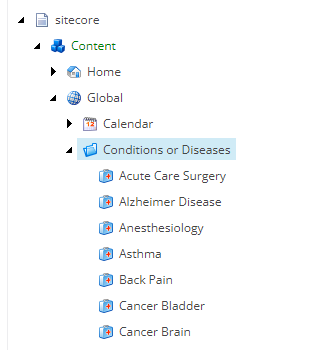 sitecore
Content
Home
Global
Calendar
Conditions or Diseases
Acute Care Surgery
Alzheimer Disease
Anesthesiology
Asthma
Back Pain
Cancer Bladder
Cancer Brain